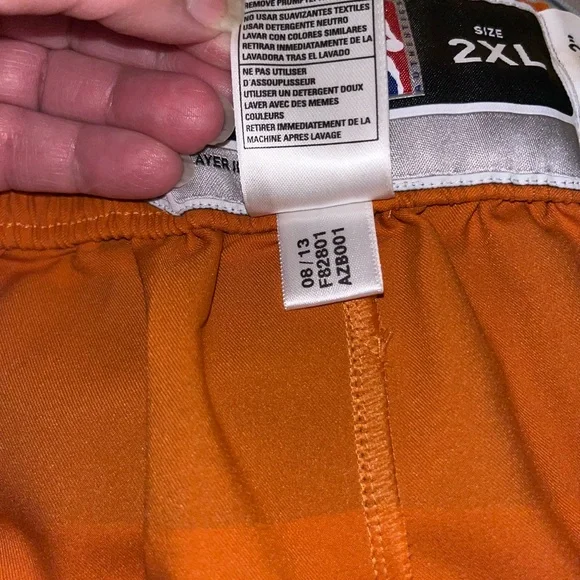 REMOVE PROMPTLY
NO USAR SUAVIZANTES TEXTILES
USAR DETERGENTE NEUTRO
LAVAR CON COLORES SIMILARES
RETIRAR IMMEDIATAMENTE DE LA
LAVADORA TRAS EL LAVADO
NE PAS UTILISER
D'ASSOUPLISSEUR
UTILISER UN DETERGENT DOUX
LAVER AVEC DES MEMES
COULEURS
RETIRER IMMEDIATEMENT DE LA
MACHINE APRES LAVAGE
SIZE
2XL
2"
08/13
F82801
AZB001